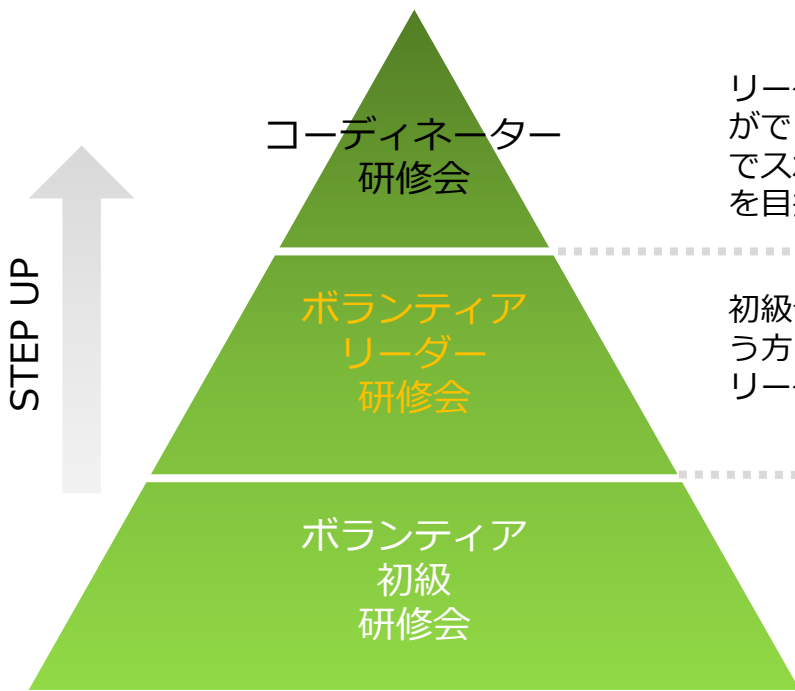 コーディネーター
研修会
リー
がで
でス
を目
STEP UP
ボランティア
リーダー
研修会
初級
う方
リー
ボランティア
初級
研修会